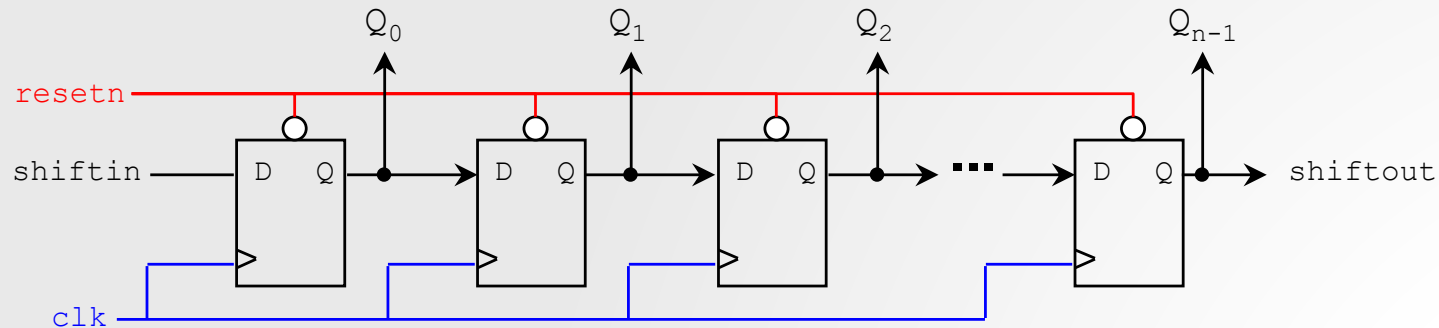 Q0 Q1 Q2 Qn-1
resetn
shiftin D Q D Q D Q ... D Q shiftout
clk